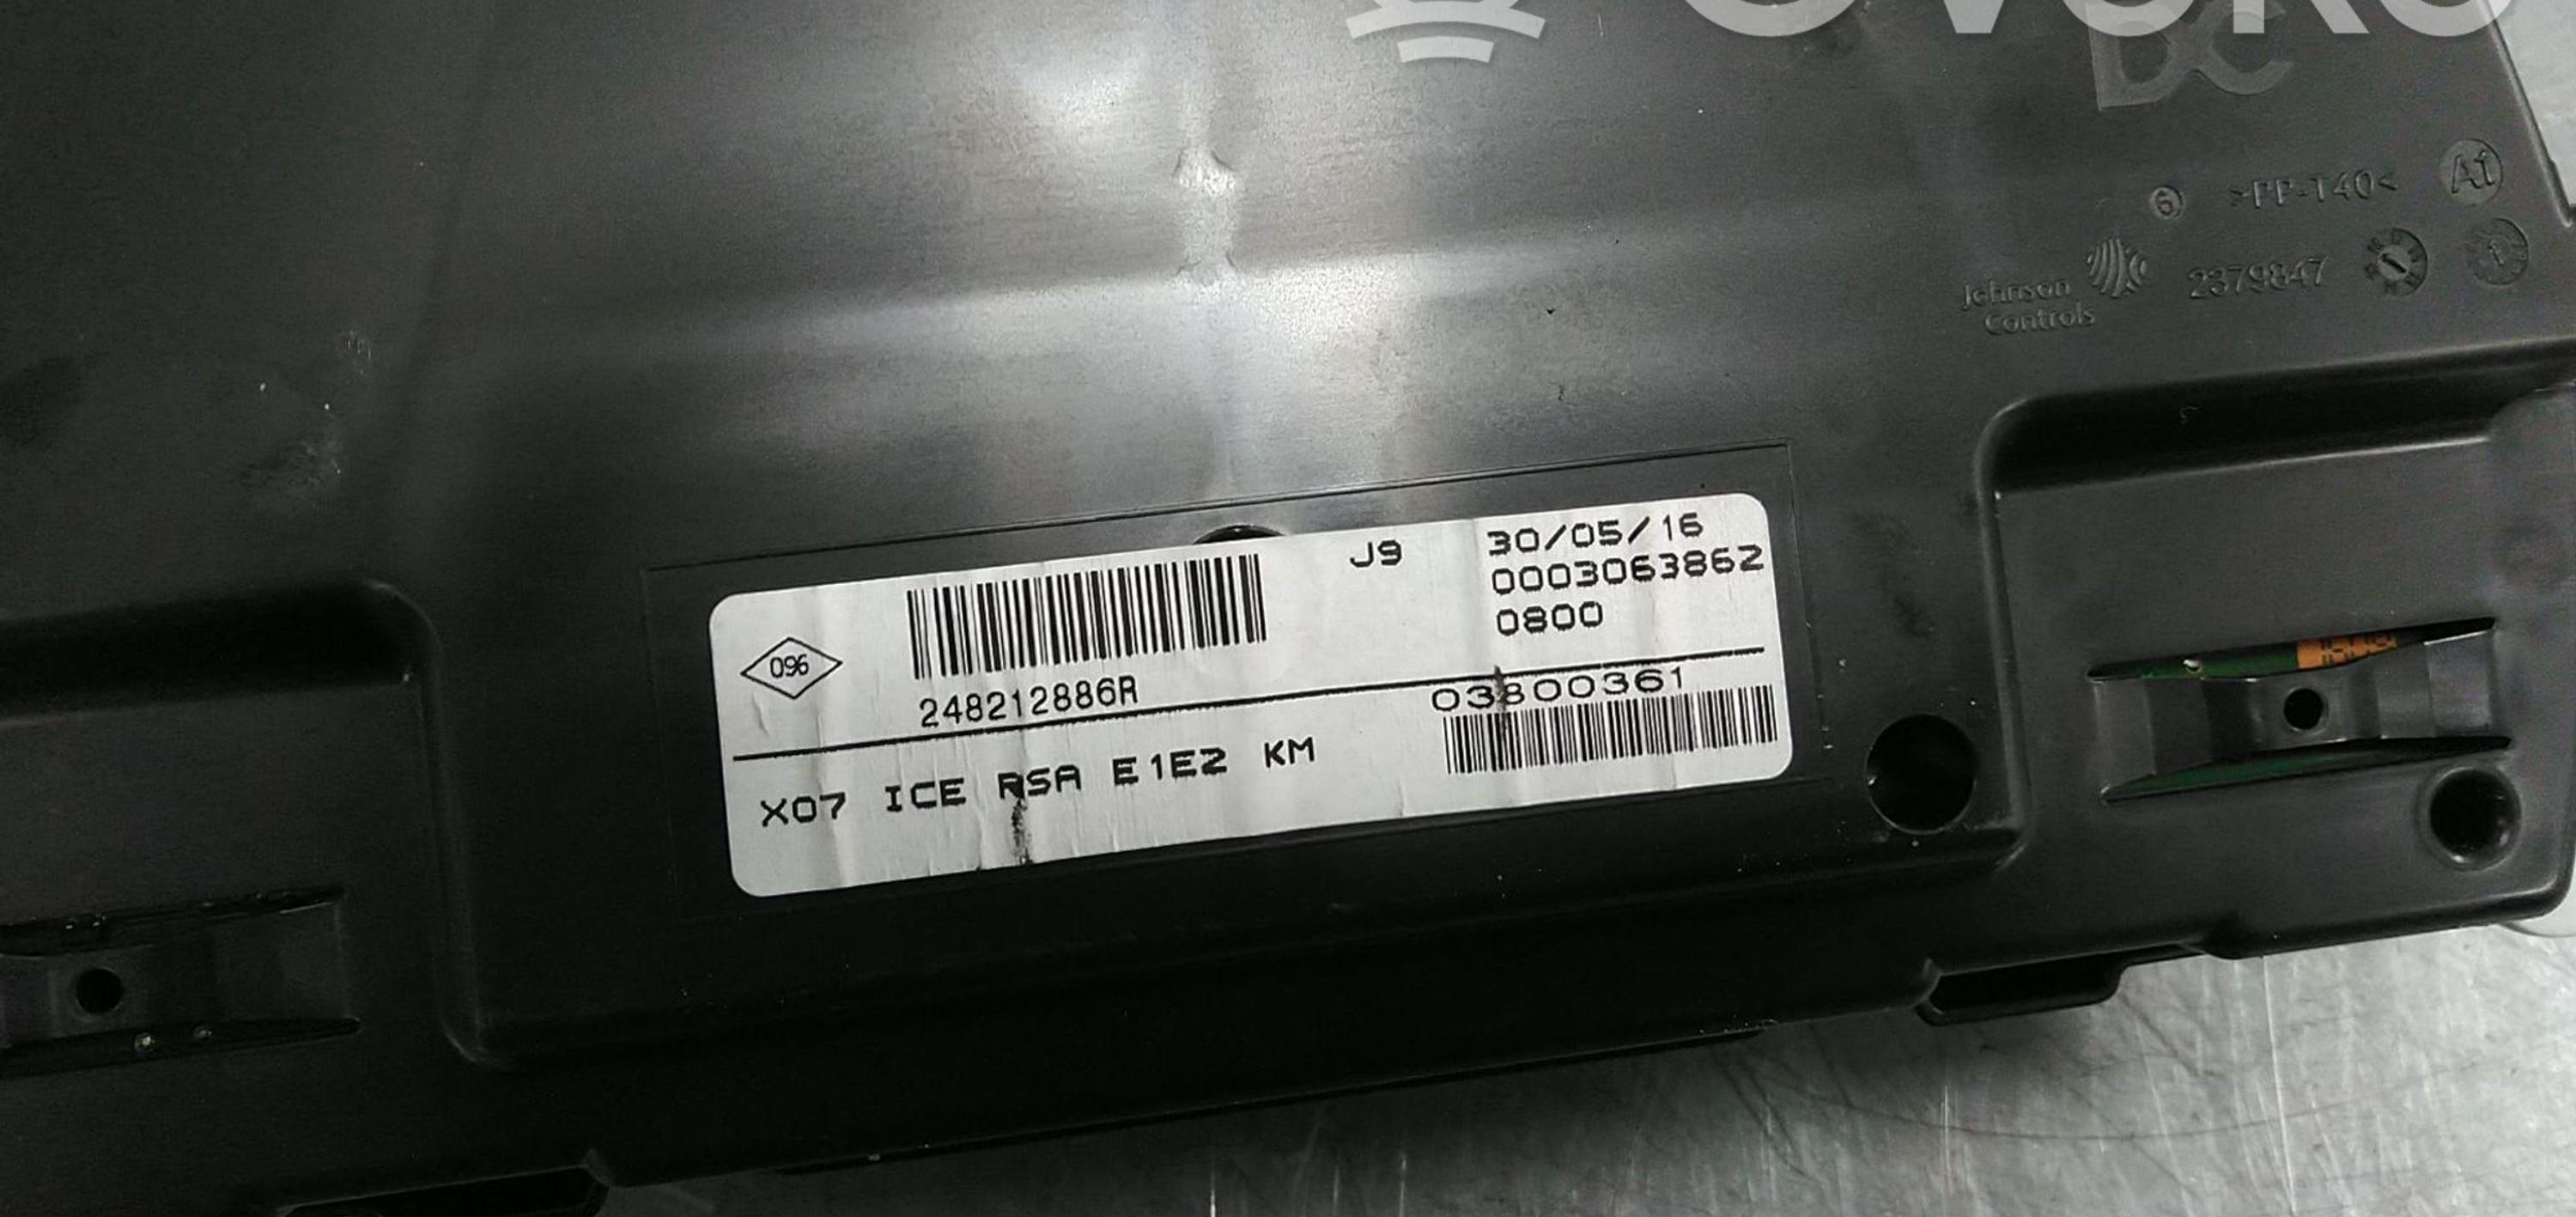 DC
6 >PP-T40< A1
Johnson
Controls
2379847
J9
30/05/16
0003063862
0800
096
248212886R
03800361
X07 ICE RSA E1E2 KM